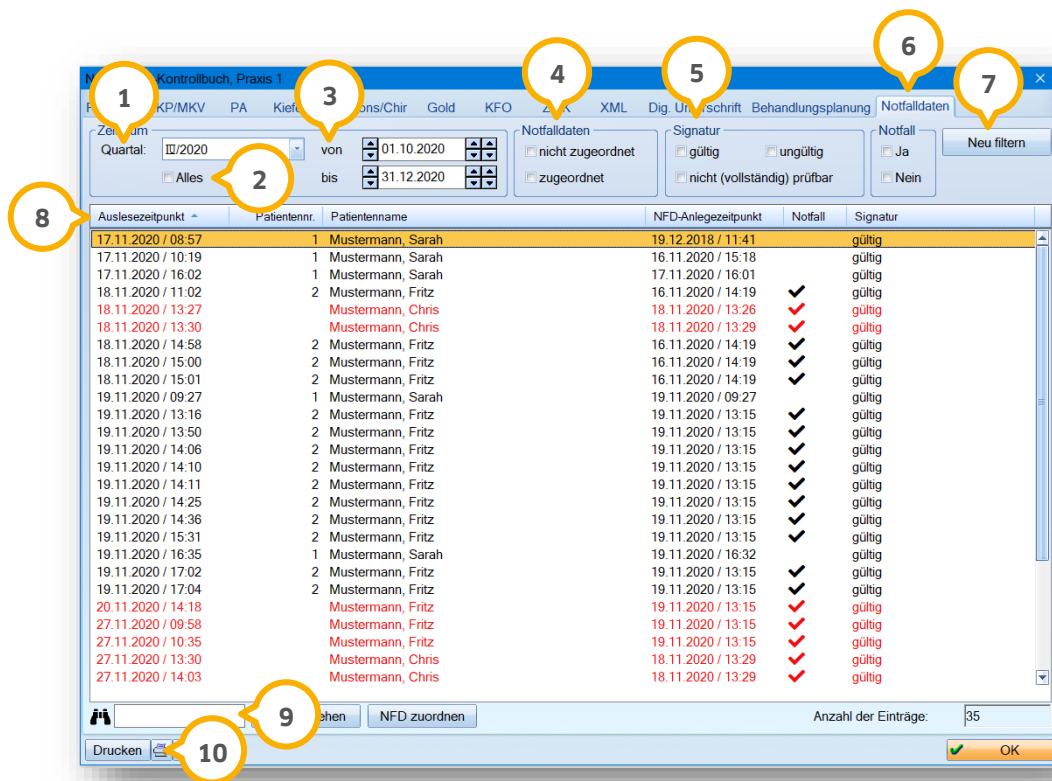 6
4
5
7
Kontrollbuch, Praxis 1
1
3
KP/MKV PA Gold KFO XML Dig. Unterschrift Behandlungsplanung Notfalldaten
Notfalldaten Signatur Notfall
Quartal: III/2020 von 01.10.2020 nicht zugeordnet gültig ungültig Ja Neu filtern
Alles 2 bis 31.12.2020 zugeordnet nicht (vollständig) prüfbar Nein
8
Auslesezeitpunkt Patientennr. Patientenname NFD-Anlegezeitpunkt Notfall Signatur
17.11.2020 / 08:57 1 Mustermann, Sarah 19.12.2018 / 11:41 gültig
17.11.2020 / 10:19 1 Mustermann, Sarah 16.11.2020 / 15:18 gültig
17.11.2020 / 16:02 1 Mustermann, Sarah 17.11.2020 / 16:01 gültig
18.11.2020 / 11:02 2 Mustermann, Fritz 16.11.2020 / 14:19 ✔ gültig
18.11.2020 / 13:27 Mustermann, Chris 18.11.2020 / 13:26 ✔ gültig
18.11.2020 / 13:30 Mustermann, Chris 18.11.2020 / 13:29 ✔ gültig
18.11.2020 / 14:58 2 Mustermann, Fritz 16.11.2020 / 14:19 ✔ gültig
18.11.2020 / 15:00 2 Mustermann, Fritz 16.11.2020 / 14:19 ✔ gültig
18.11.2020 / 15:01 2 Mustermann, Fritz 16.11.2020 / 14:19 ✔ gültig
19.11.2020 / 09:27 1 Mustermann, Sarah 19.11.2020 / 09:27 gültig
19.11.2020 / 13:16 2 Mustermann, Fritz 19.11.2020 / 13:15 ✔ gültig
19.11.2020 / 13:50 2 Mustermann, Fritz 19.11.2020 / 13:15 ✔ gültig
19.11.2020 / 14:06 2 Mustermann, Fritz 19.11.2020 / 13:15 ✔ gültig
19.11.2020 / 14:10 2 Mustermann, Fritz 19.11.2020 / 13:15 ✔ gültig
19.11.2020 / 14:11 2 Mustermann, Fritz 19.11.2020 / 13:15 ✔ gültig
19.11.2020 / 14:25 2 Mustermann, Fritz 19.11.2020 / 13:15 ✔ gültig
19.11.2020 / 14:36 2 Mustermann, Fritz 19.11.2020 / 13:15 ✔ gültig
19.11.2020 / 15:31 2 Mustermann, Fritz 19.11.2020 / 13:15 ✔ gültig
19.11.2020 / 16:35 1 Mustermann, Sarah 19.11.2020 / 16:32 gültig
19.11.2020 / 17:02 2 Mustermann, Fritz 19.11.2020 / 13:15 ✔ gültig
19.11.2020 / 17:04 2 Mustermann, Fritz 19.11.2020 / 13:15 ✔ gültig
20.11.2020 / 14:18 Mustermann, Fritz 19.11.2020 / 13:15 ✔ gültig
27.11.2020 / 09:58 Mustermann, Fritz 19.11.2020 / 13:15 ✔ gültig
27.11.2020 / 10:35 Mustermann, Fritz 19.11.2020 / 13:15 ✔ gültig
27.11.2020 / 13:30 Mustermann, Chris 18.11.2020 / 13:29 ✔ gültig
27.11.2020 / 14:03 Mustermann, Chris 18.11.2020 / 13:29 ✔ gültig
9 NFD zuordnen Anzahl der Einträge: 35
Drucken 10 OK